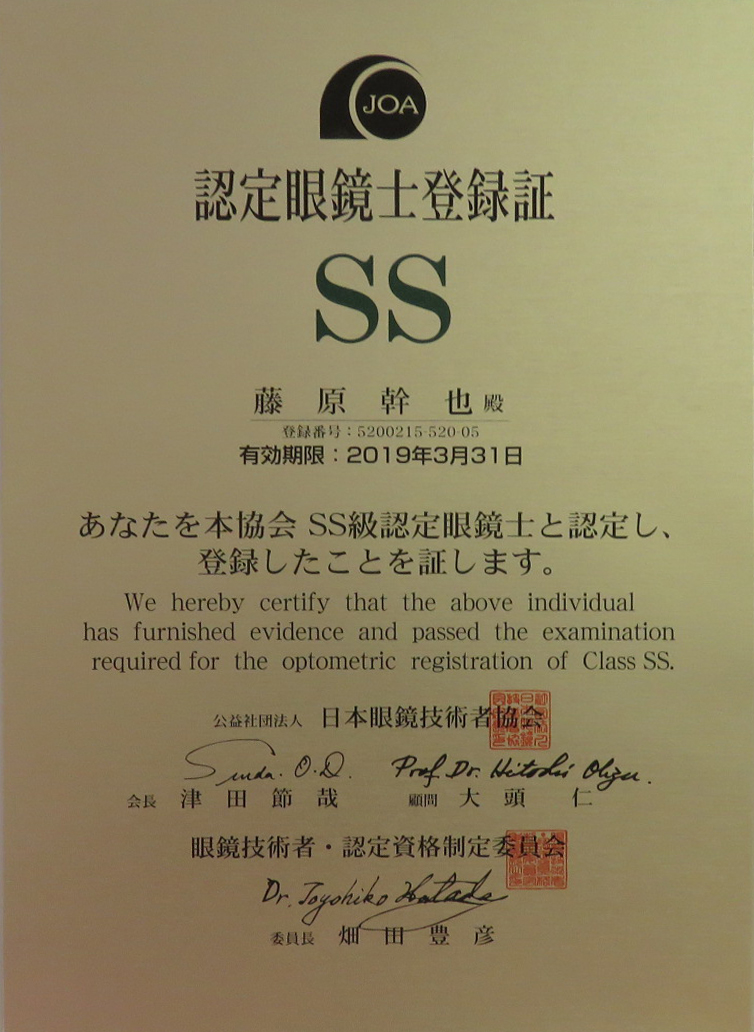 JOA
認定眼鏡士登録証
SS
藤原幹也殿
登録番号：5200215-520-05
有効期限：2019年3月31日
あなたを本協会 SS級認定眼鏡士と認定し、
登録したことを証します。
We hereby certify that the above individual
has furnished evidence and passed the examination
required for the optometric registration of Class SS.
公益社団法人 日本眼鏡技術者協会
Prof. Dr. Hitoshi
会長 津田節哉 顧問 大頭仁
眼鏡技術者・認定資格制定委員会
Dr. Toyohiko Hatada
委員長 畑田豊彦